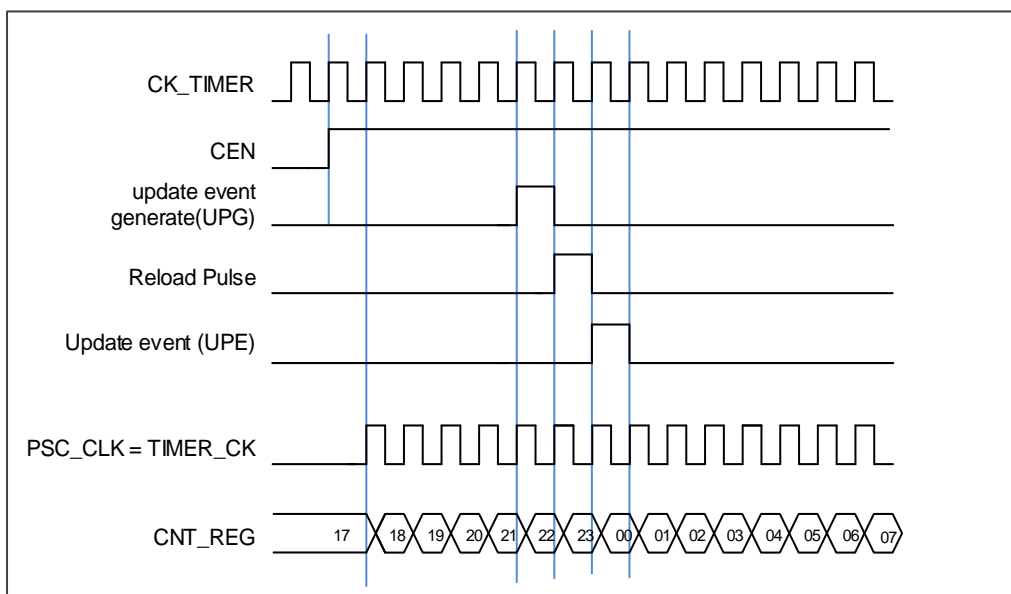 CK_TIMER
CEN
update event
generate(UPG)
Reload Pulse
Update event (UPE)
PSC_CLK = TIMER_CK
CNT_REG 17 18 19 20 21 22 23 00 01 02 03 04 05 06 07